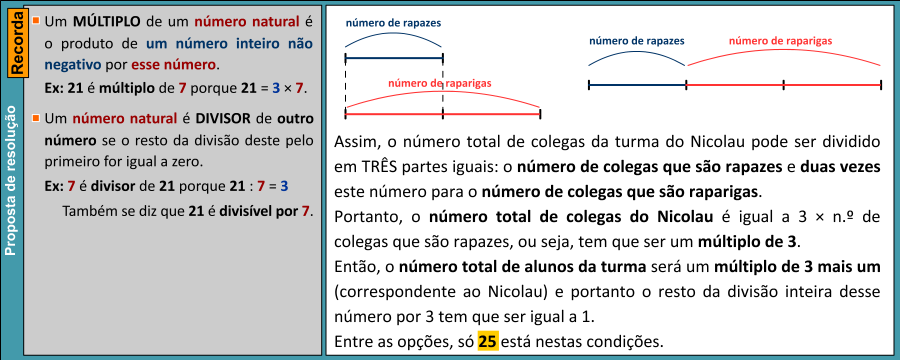 Recorda
Proposta de resolução
Um MÚLTIPLO de um número natural é
o produto de um número inteiro não
negativo por esse número.
Ex: 21 é múltiplo de 7 porque 21 = 3 × 7.
Um número natural é DIVISOR de outro
número se o resto da divisão deste pelo
primeiro for igual a zero.
Ex: 7 é divisor de 21 porque 21 : 7 = 3
Também se diz que 21 é divisível por 7.
número de rapazes
número de raparigas
número de rapazes
número de raparigas
Assim, o número total de colegas da turma do Nicolau pode ser dividido
em TRÊS partes iguais: o número de colegas que são rapazes e duas vezes
este número para o número de colegas que são raparigas.
Portanto, o número total de colegas do Nicolau é igual a 3 × n.º de
colegas que são rapazes, ou seja, tem que ser um múltiplo de 3.
Então, o número total de alunos da turma será um múltiplo de 3 mais um
(correspondente ao Nicolau) e portanto o resto da divisão inteira desse
número por 3 tem que ser igual a 1.
Entre as opções, só 25 está nestas condições.